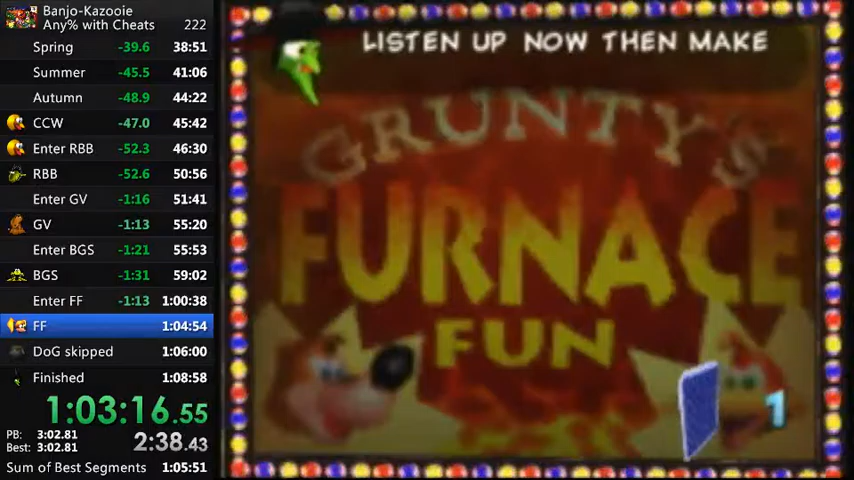 Banjo-Kazooie
Any% with Cheats 222
Spring -39.6 38:51
Summer -45.5 41:06
Autumn -48.9 44:22
CCW -47.0 45:42
Enter RBB -52.3 46:30
RBB -52.6 50:56
Enter GV -1:16 51:41
GV -1:13 55:20
Enter BGS -1:21 55:53
BGS -1:31 59:02
Enter FF -1:13 1:00:38
FF 1:04:54
DoG skipped 1:06:00
Finished 1:08:58
1:03:16.55
PB: 3:02.81
Best: 3:02.81
2:38.43
Sum of Best Segments 1:05:51
LISTEN UP NOW THEN MAKE
GRUNTY'S
FURNACE
FUN
1